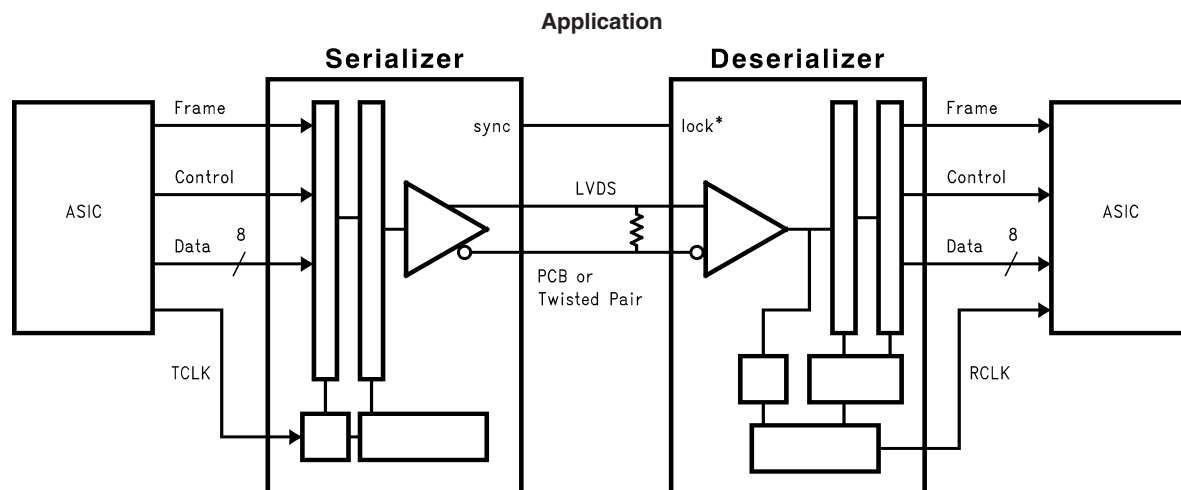 Application
Serializer
Deserializer
Frame
Control
ASIC
Data
8
TCLK
sync
lock*
LVDS
PCB or
Twisted Pair
Frame
Control
ASIC
Data
8
RCLK